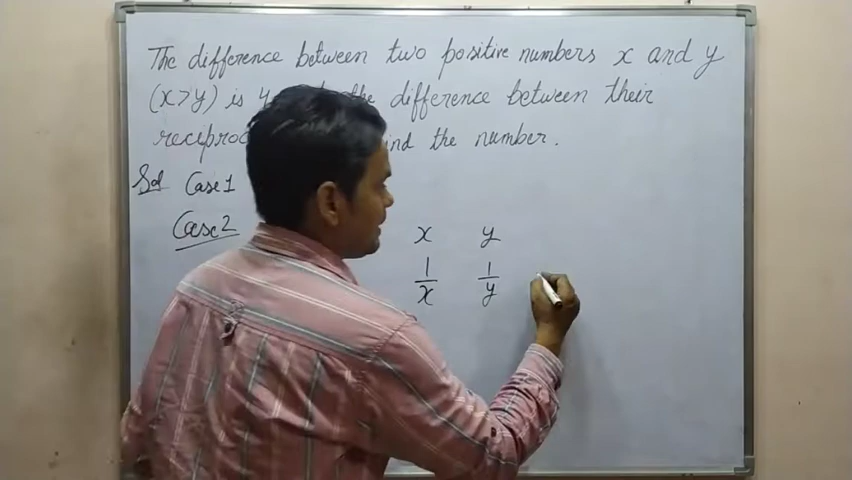 The difference between two positive numbers x and y
(x>y) is 4 the difference between their
reciproc ind the number.
Sol Case 1
Case 2
x y
1/x 1/y